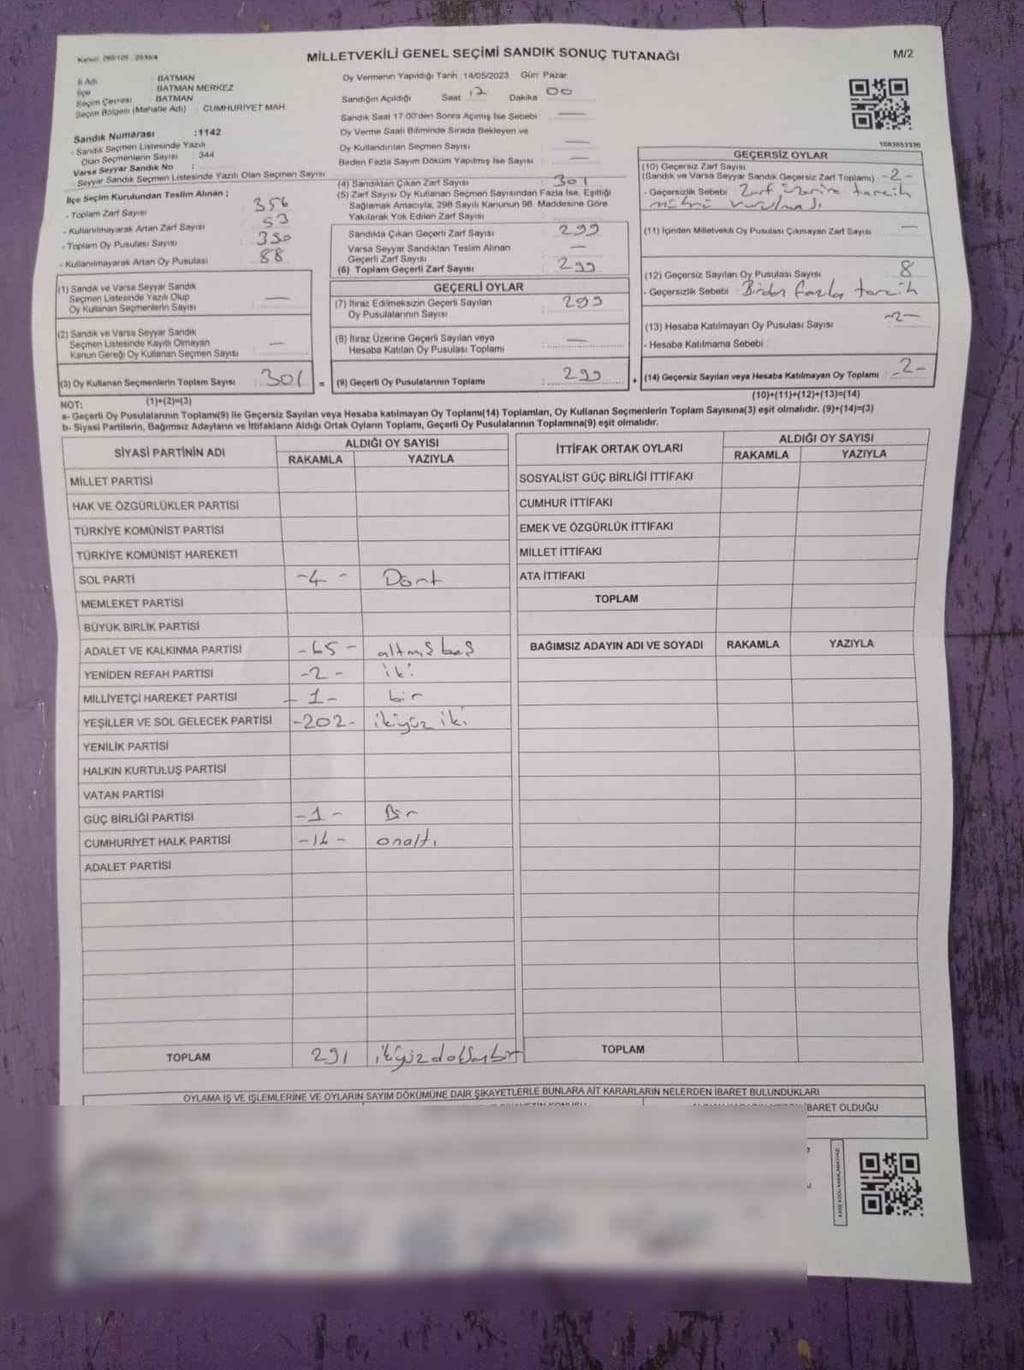 MİLLETVEKİLİ GENEL SEÇİMİ SANDIK SONUÇ TUTANAĞI
M/2
İl Adı BATMAN
İlçe BATMAN MERKEZ
Seçim Çevresi BATMAN
Seçim Bölgesi (Mahalle Adı) CUMHURİYET MAH
Sandık Numarası :1142
- Sandık Seçmen Listesinde Yazılı
Olan Seçmenlerin Sayısı 344
Varsa Seyyar Sandık No :
- Seyyar Sandık Seçmen Listesinde Yazılı Olan Seçmen Sayısı
İlçe Seçim Kurulundan Teslim Alınan ;
- Toplam Zarf Sayısı 356
- Kullanılmayarak Artan Zarf Sayısı 53
- Toplam Oy Pusulası Sayısı
- Kullanılmayarak Artan Oy Pusulası 88
(1) Sandık ve Varsa Seyyar Sandık
Seçmen Listesinde Yazılı Olup
Oy Kullanan Seçmenlerin Sayısı —
(2) Sandık ve Varsa Seyyar Sandık
Seçmen Listesinde Kayıtlı Olmayan
Kanun Gereği Oy Kullanan Seçmen Sayısı —
(3) Oy Kullanan Seçmenlerin Toplam Sayısı 301 =
Oy Vermenin Yapıldığı Tarih :14/05/2023 Gün Pazar
Sandığın Açıldığı Saat 17 Dakika 00
Sandık Saat 17.00'den Sonra Açılmış İse Sebebi —
Oy Verme Saati Bitiminde Sırada Bekleyen ve
Oy Kullandırılan Seçmen Sayısı —
Birden Fazla Sayım Döküm Yapılmış İse Sayısı —
(4) Sandıktan Çıkan Zarf Sayısı 301
(5) Zarf Sayısı Oy Kullanan Seçmen Sayısından Fazla İse, Eşitliği
Sağlamak Amacıyla, 298 Sayılı Kanunun 98. Maddesine Göre
Yakılarak Yok Edilen Zarf Sayısı
Sandıkta Çıkan Geçerli Zarf Sayısı 299
Varsa Seyyar Sandıktan Teslim Alınan
Geçerli Zarf Sayısı —
(6) Toplam Geçerli Zarf Sayısı 299
GEÇERLİ OYLAR
(7) İtiraz Edilmeksizin Geçerli Sayılan
Oy Pusulalarının Sayısı 299
(8) İtiraz Üzerine Geçerli Sayılan veya
Hesaba Katılan Oy Pusulası Toplamı —
(9) Geçerli Oy Pusulalarının Toplamı 299 +
1093653336
GEÇERSİZ OYLAR
(10) Geçersiz Zarf Sayısı
(Sandık ve Varsa Seyyar Sandık Geçersiz Zarf Toplamı) -2-
- Geçersizlik Sebebi Zarf üzerine tercih
mührü vurulması
(11) İçinden Milletvekili Oy Pusulası Çıkmayan Zarf Sayısı —
(12) Geçersiz Sayılan Oy Pusulası Sayısı 8
- Geçersizlik Sebebi Birden fazla tercih
(13) Hesaba Katılmayan Oy Pusulası Sayısı -2-
- Hesaba Katılmama Sebebi
(14) Geçersiz Sayılan veya Hesaba Katılmayan Oy Toplamı -2-
(10)+(11)+(12)+(13)=(14)
NOT: (1)+(2)=(3)
a- Geçerli Oy Pusulalarının Toplamı(9) ile Geçersiz Sayılan veya Hesaba katılmayan Oy Toplamı(14) Toplamları, Oy Kullanan Seçmenlerin Toplam Sayısına(3) eşit olmalıdır. (9)+(14)=(3)
b- Siyasi Partilerin, Bağımsız Adayların ve İttifakların Aldığı Ortak Oyların Toplamı, Geçerli Oy Pusulalarının Toplamına(9) eşit olmalıdır.
SİYASİ PARTİNİN ADI ALDIĞI OY SAYISI
RAKAMLA YAZIYLA
MİLLET PARTİSİ
HAK VE ÖZGÜRLÜKLER PARTİSİ
TÜRKİYE KOMÜNİST PARTİSİ
TÜRKİYE KOMÜNİST HAREKETİ
SOL PARTİ -4- Dört
MEMLEKET PARTİSİ
BÜYÜK BİRLİK PARTİSİ
ADALET VE KALKINMA PARTİSİ -65- altmış beş
YENİDEN REFAH PARTİSİ -2- iki
MİLLİYETÇİ HAREKET PARTİSİ -1- bir
YEŞİLLER VE SOL GELECEK PARTİSİ -202- ikiyüz iki
YENİLİK PARTİSİ
HALKIN KURTULUŞ PARTİSİ
VATAN PARTİSİ
GÜÇ BİRLİĞİ PARTİSİ -1- Bir
CUMHURİYET HALK PARTİSİ -16- onaltı
ADALET PARTİSİ
TOPLAM 291 ikiyüzdoksanbir
İTTİFAK ORTAK OYLARI ALDIĞI OY SAYISI
RAKAMLA YAZIYLA
SOSYALİST GÜÇ BİRLİĞİ İTTİFAKI
CUMHUR İTTİFAKI
EMEK VE ÖZGÜRLÜK İTTİFAKI
MİLLET İTTİFAKI
ATA İTTİFAKI
TOPLAM
BAĞIMSIZ ADAYIN ADI VE SOYADI RAKAMLA YAZIYLA
TOPLAM
OYLAMA İŞ VE İŞLEMLERİNE VE OYLARIN SAYIM DÖKÜMÜNE DAİR ŞİKAYETLERLE BUNLARA AİT KARARLARIN NELERDEN İBARET BULUNDUKLARI
İBARET OLDUĞU